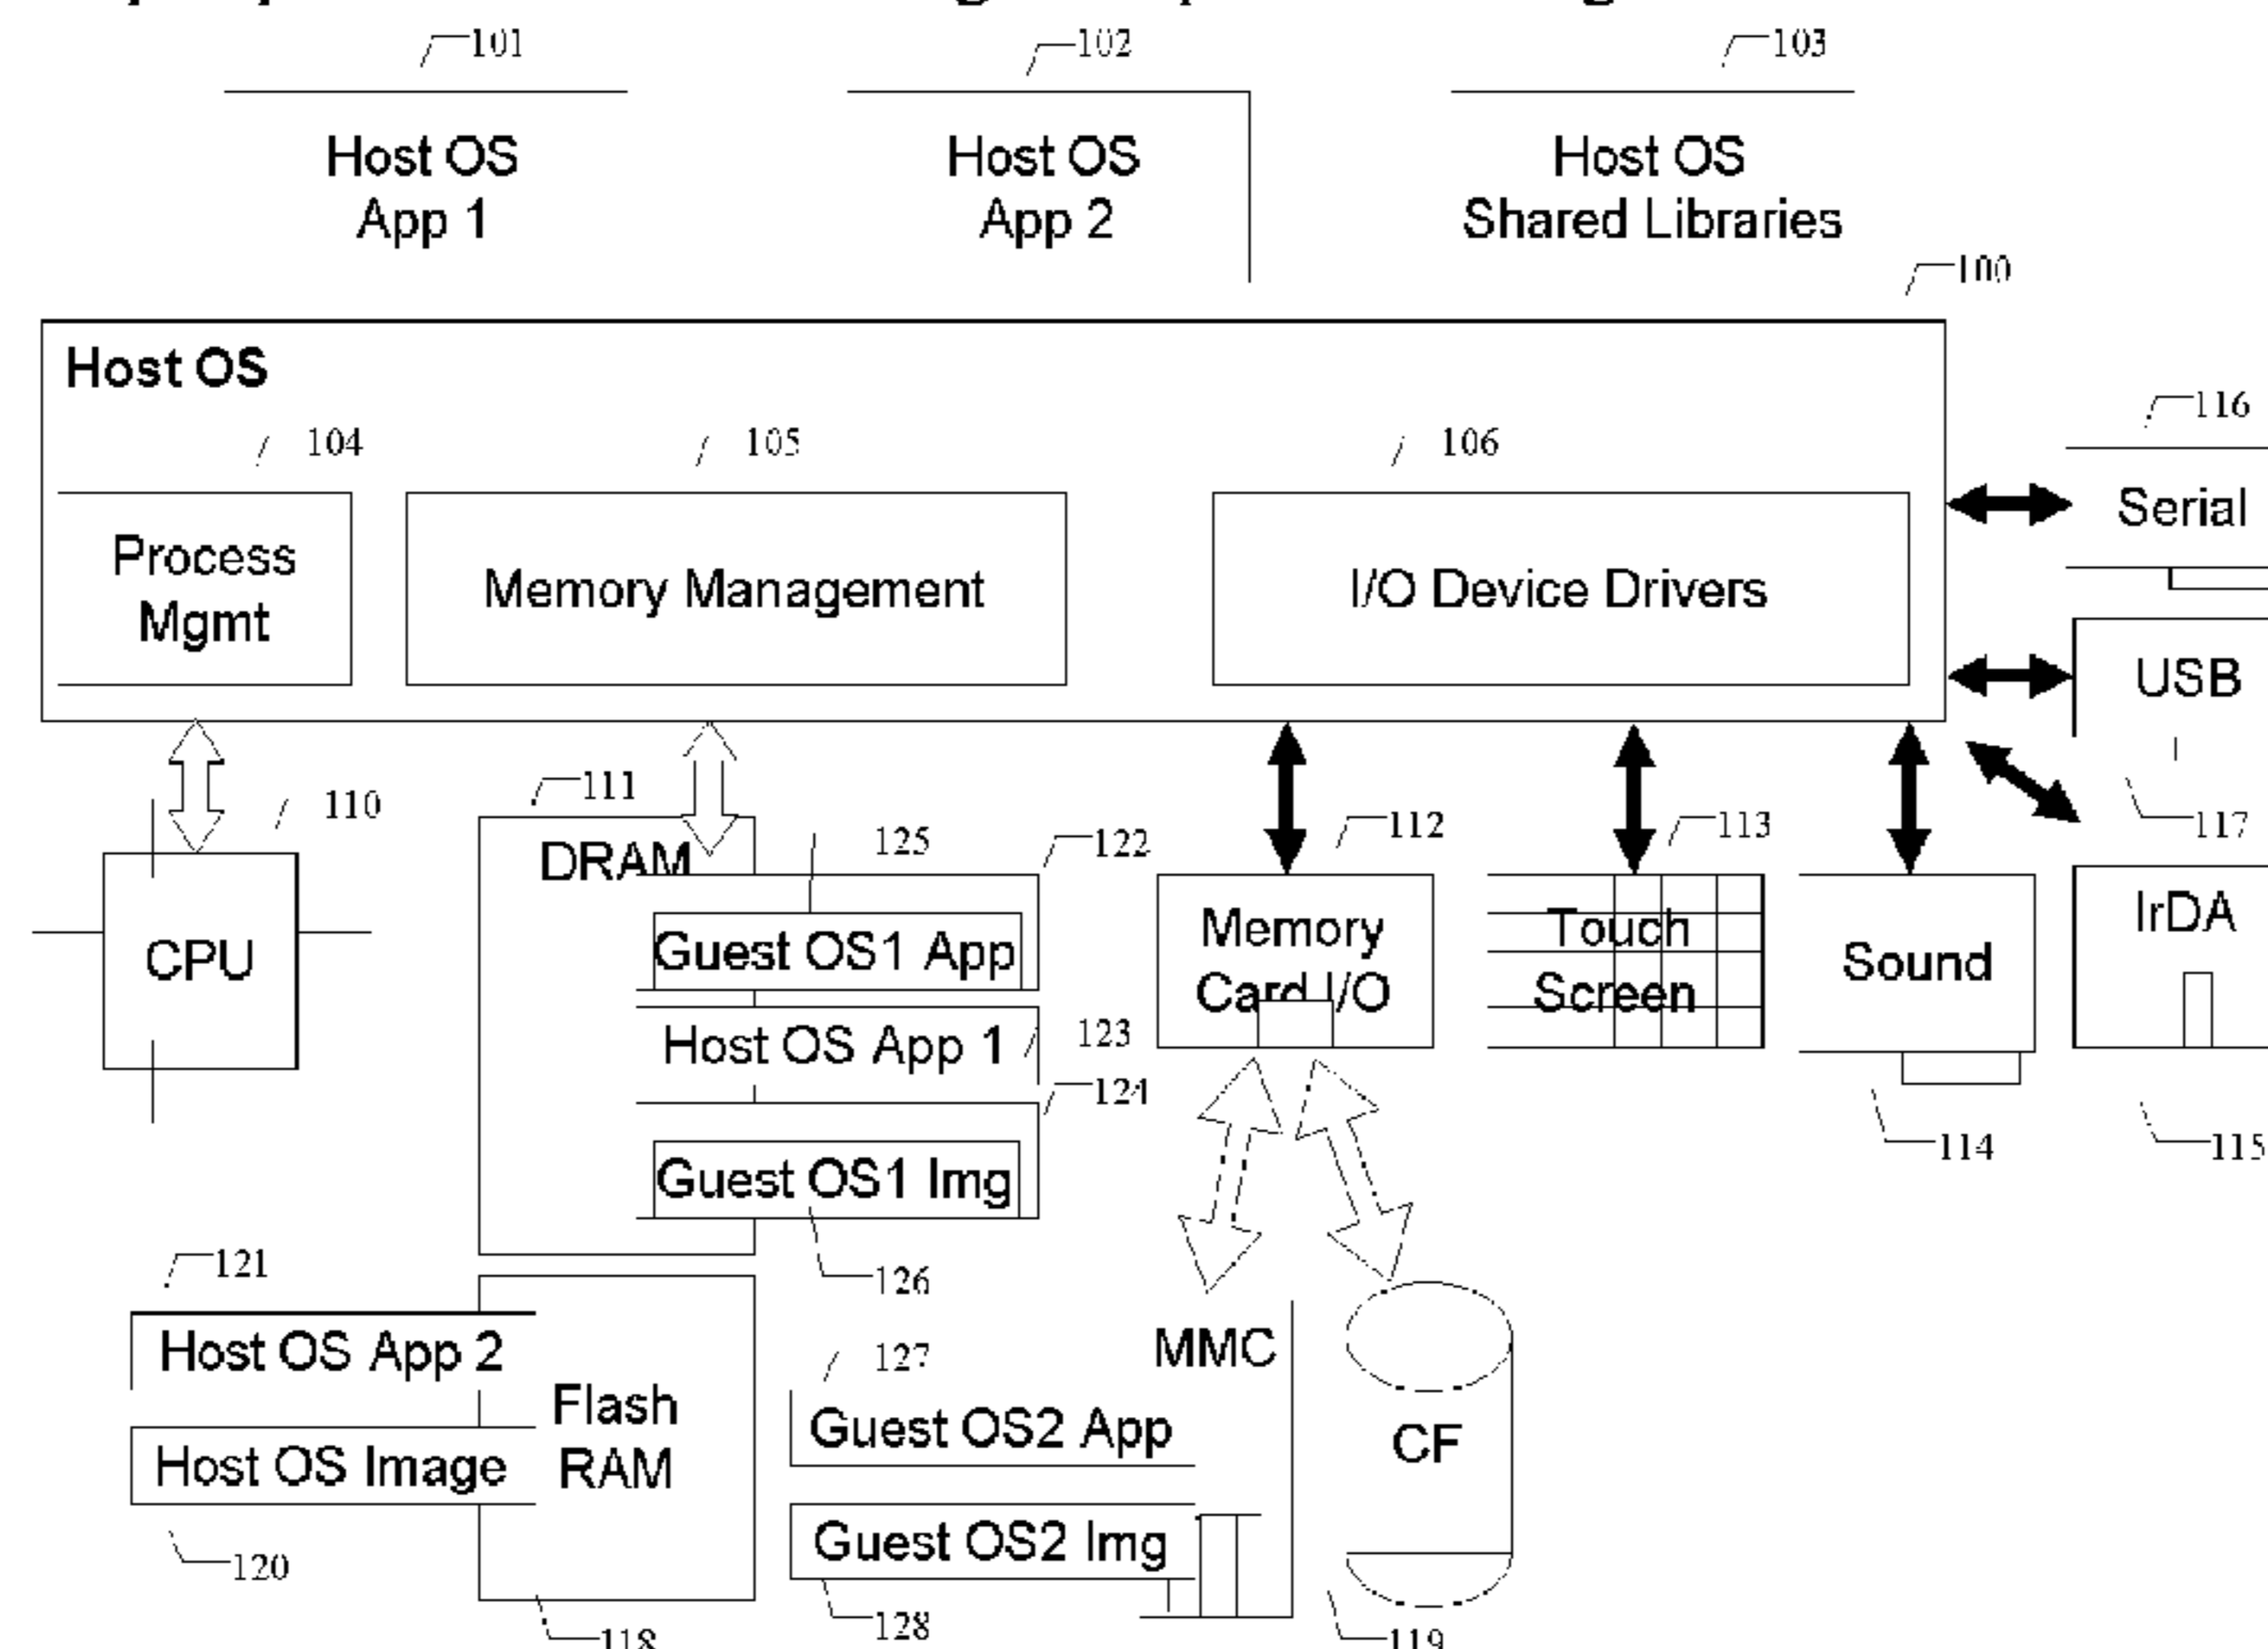 101
102
103
Host OS
App 1
Host OS
App 2
Host OS
Shared Libraries
100
Host OS
116
104
105
106
Serial
Process
Mgmt
Memory Management
I/O Device Drivers
USB
111
110
125
122
112
113
117
DRAM
CPU
Guest OS1 App
Memory
Card I/O
Touch
Screen
Sound
IrDA
Host OS App 1
123
124
114
115
Guest OS1 Img
121
126
Host OS App 2
127
MMC
Flash
RAM
Guest OS2 App
CF
Host OS Image
Guest OS2 Img
120
118
128
119